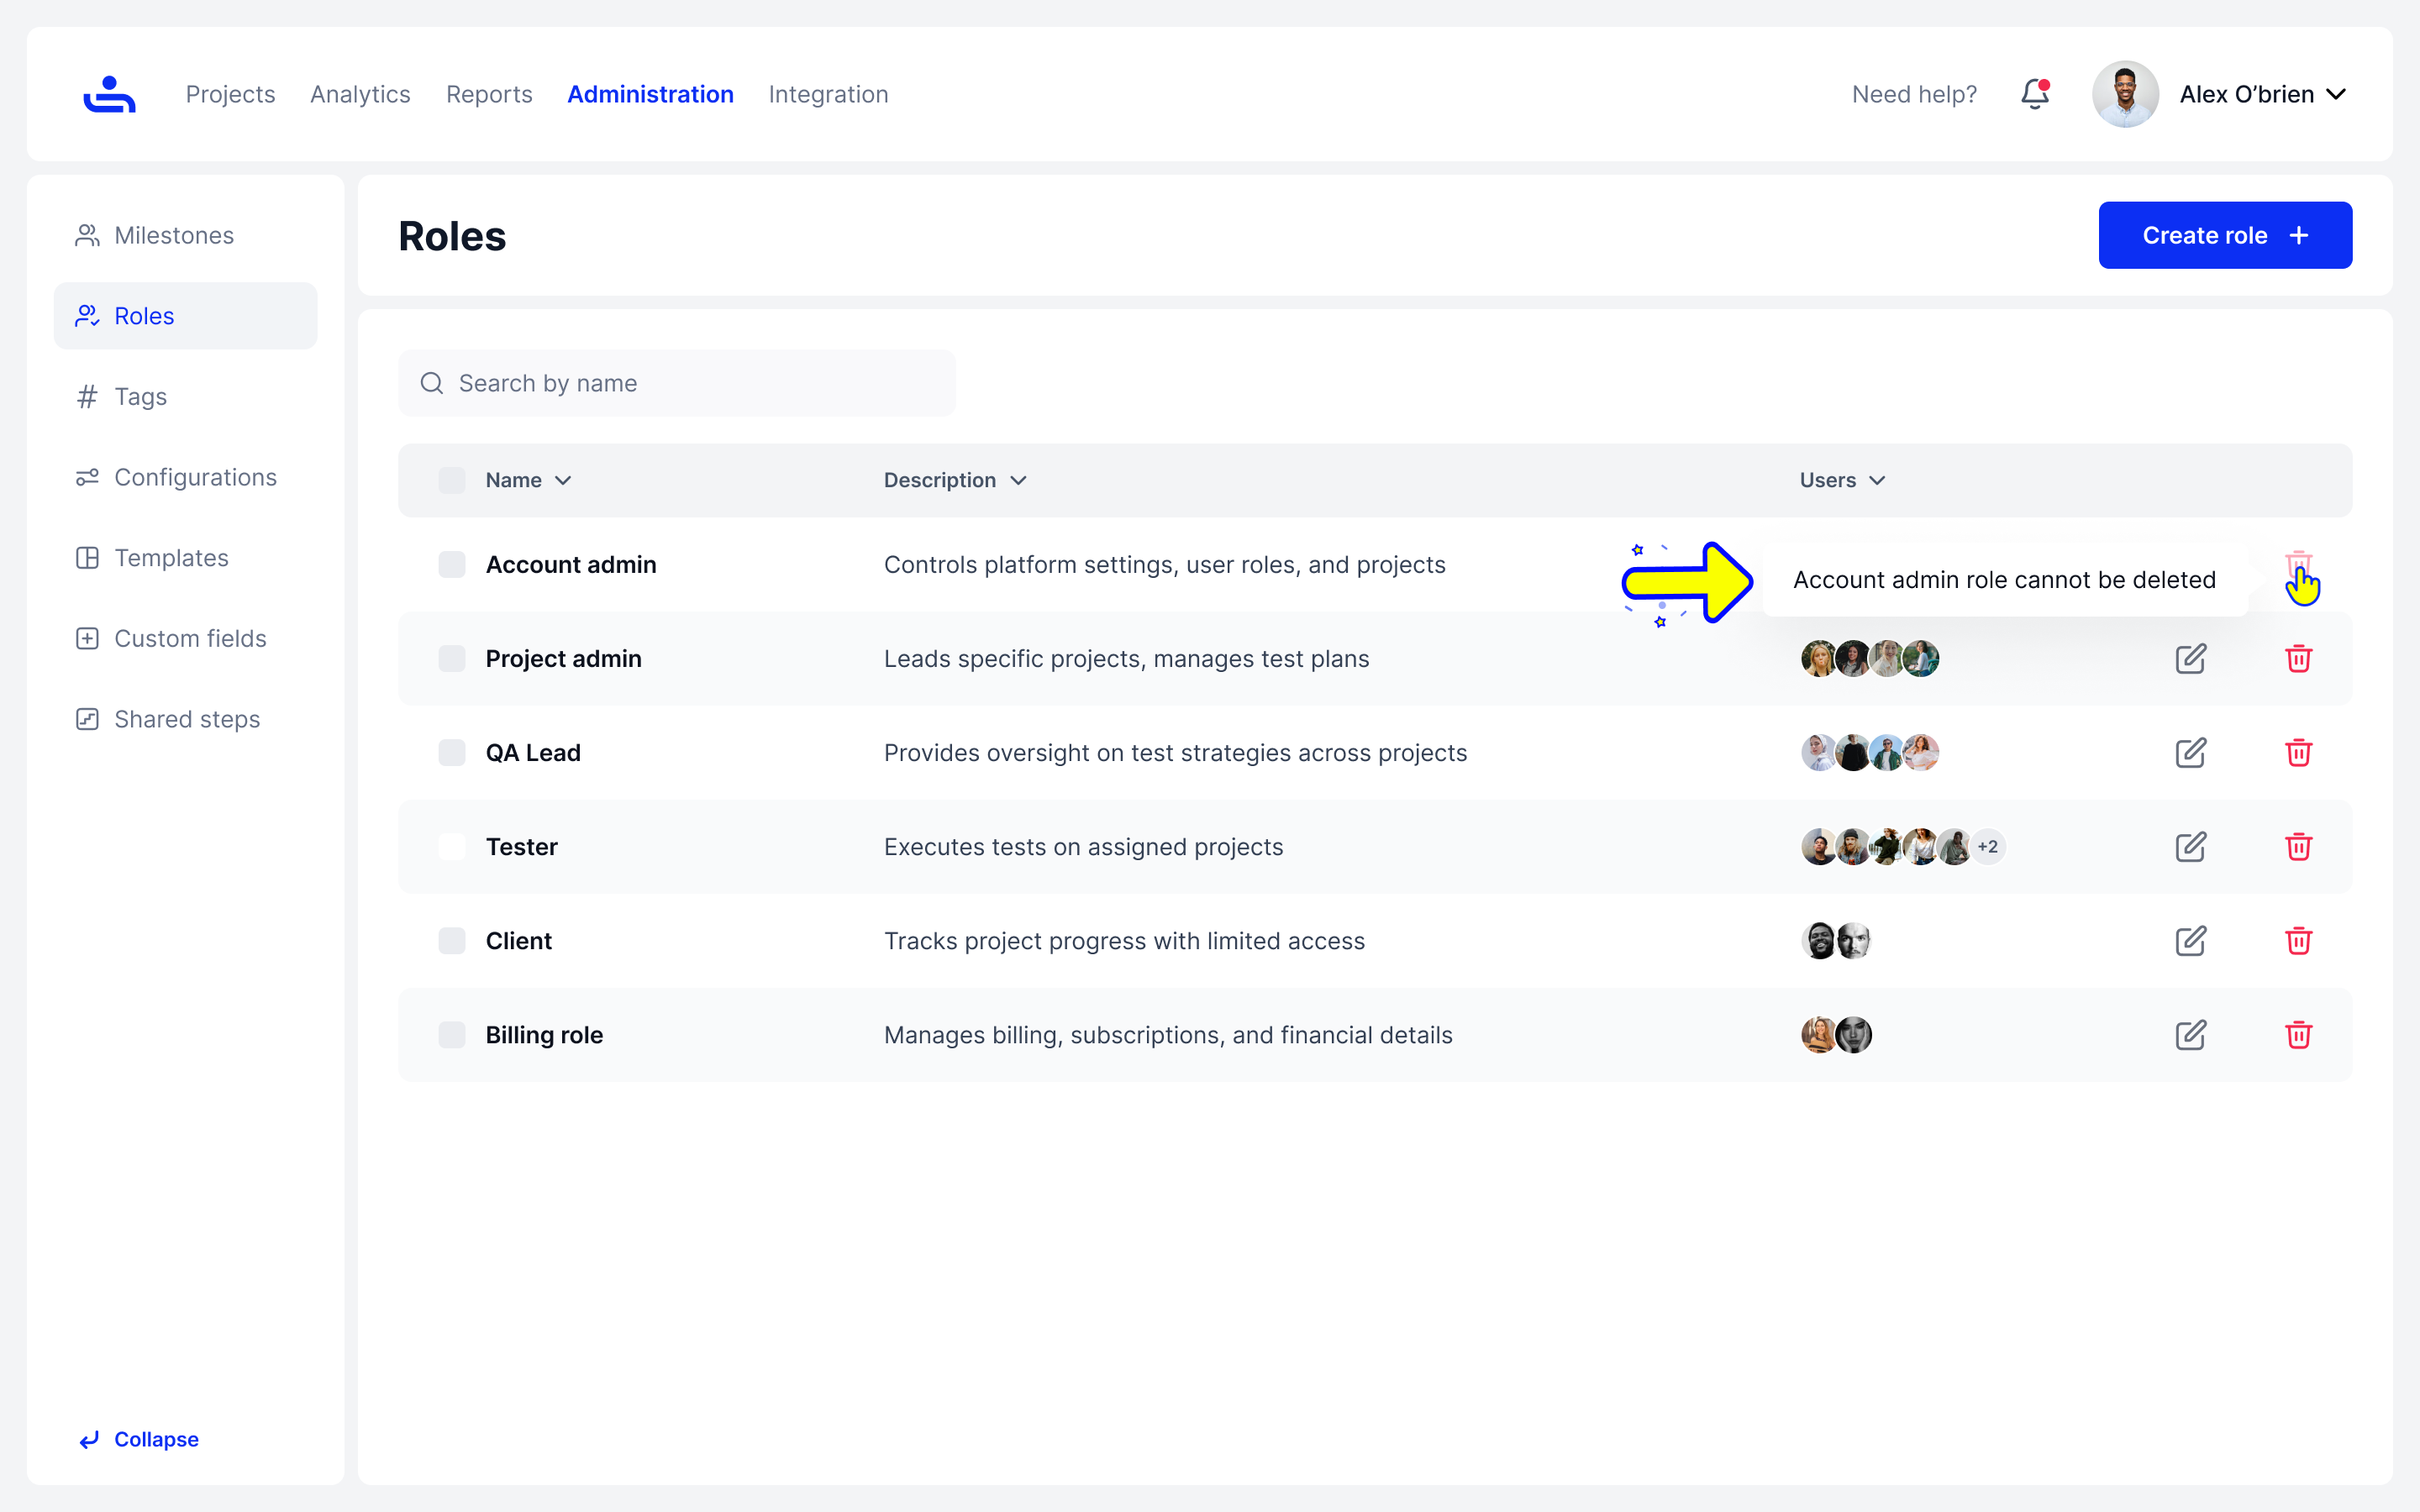 Projects Analytics Reports Administration Integration Need help? Alex O’brien
Milestones
Roles
Tags
Configurations
Templates
Custom fields
Shared steps
Collapse
Roles
Create role
Search by name
Name Description Users
Account admin Controls platform settings, user roles, and projects Account admin role cannot be deleted
Project admin Leads specific projects, manages test plans
QA Lead Provides oversight on test strategies across projects
Tester Executes tests on assigned projects +2
Client Tracks project progress with limited access
Billing role Manages billing, subscriptions, and financial details